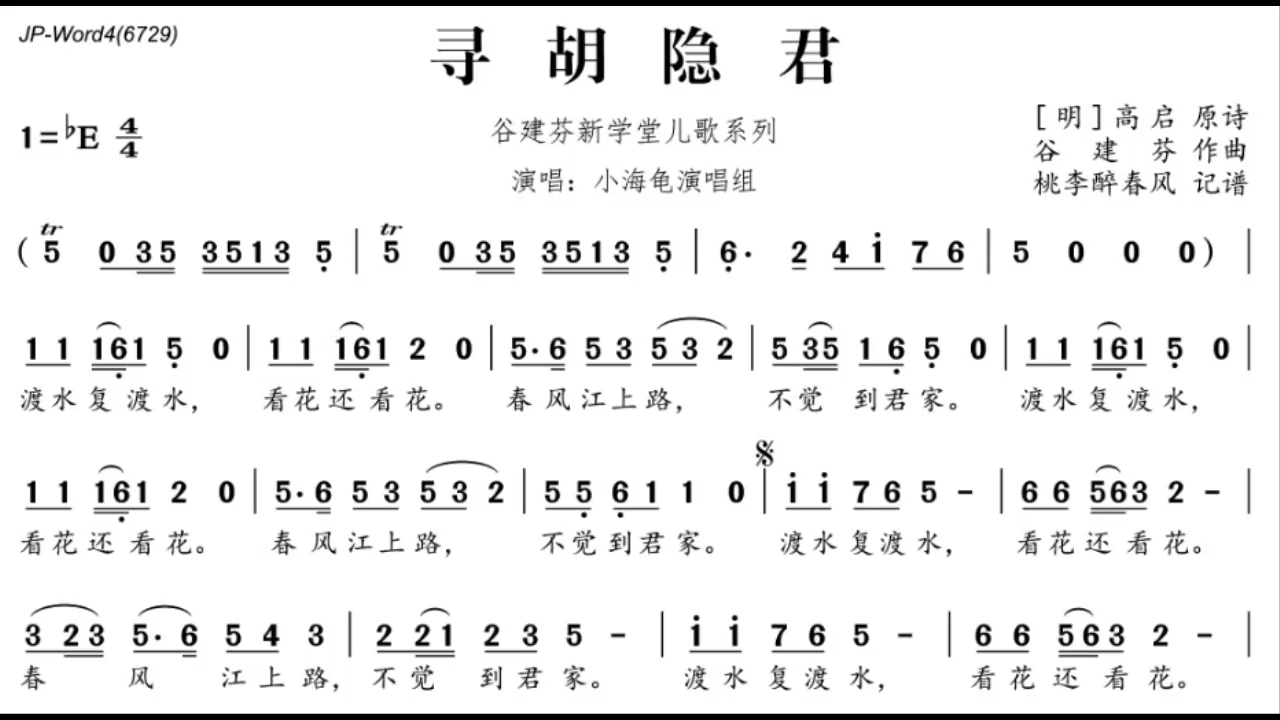 JP-Word4(6729)
寻胡隐君
1=♭E 4/4
谷建芬新学堂儿歌系列
演唱：小海龟演唱组
[明]高启 原诗
谷建芬 作曲
桃李醉春风 记谱
(5 0 35 3513 5 | 5 0 35 3513 5 | 6· 2 4 i 7 6 | 5 0 0 0) |
1 1 161 5 0 | 1 1 161 2 0 | 5·6 5 3 5 3 2 | 5 35 1 6 5 0 | 1 1 161 5 0 |
渡水复渡水， 看花还看花。 春风江上路， 不觉到君家。 渡水复渡水，
1 1 161 2 0 | 5·6 5 3 5 3 2 | 5 5 6 1 1 0 | i i 7 6 5 - | 6 6 563 2 - |
看花还看花。 春风江上路， 不觉到君家。 渡水复渡水， 看花还看花。
3 23 5·6 5 4 3 | 2 21 2 3 5 - | i i 7 6 5 - | 6 6 563 2 - |
春风江上路， 不觉到君家。 渡水复渡水， 看花还看花。